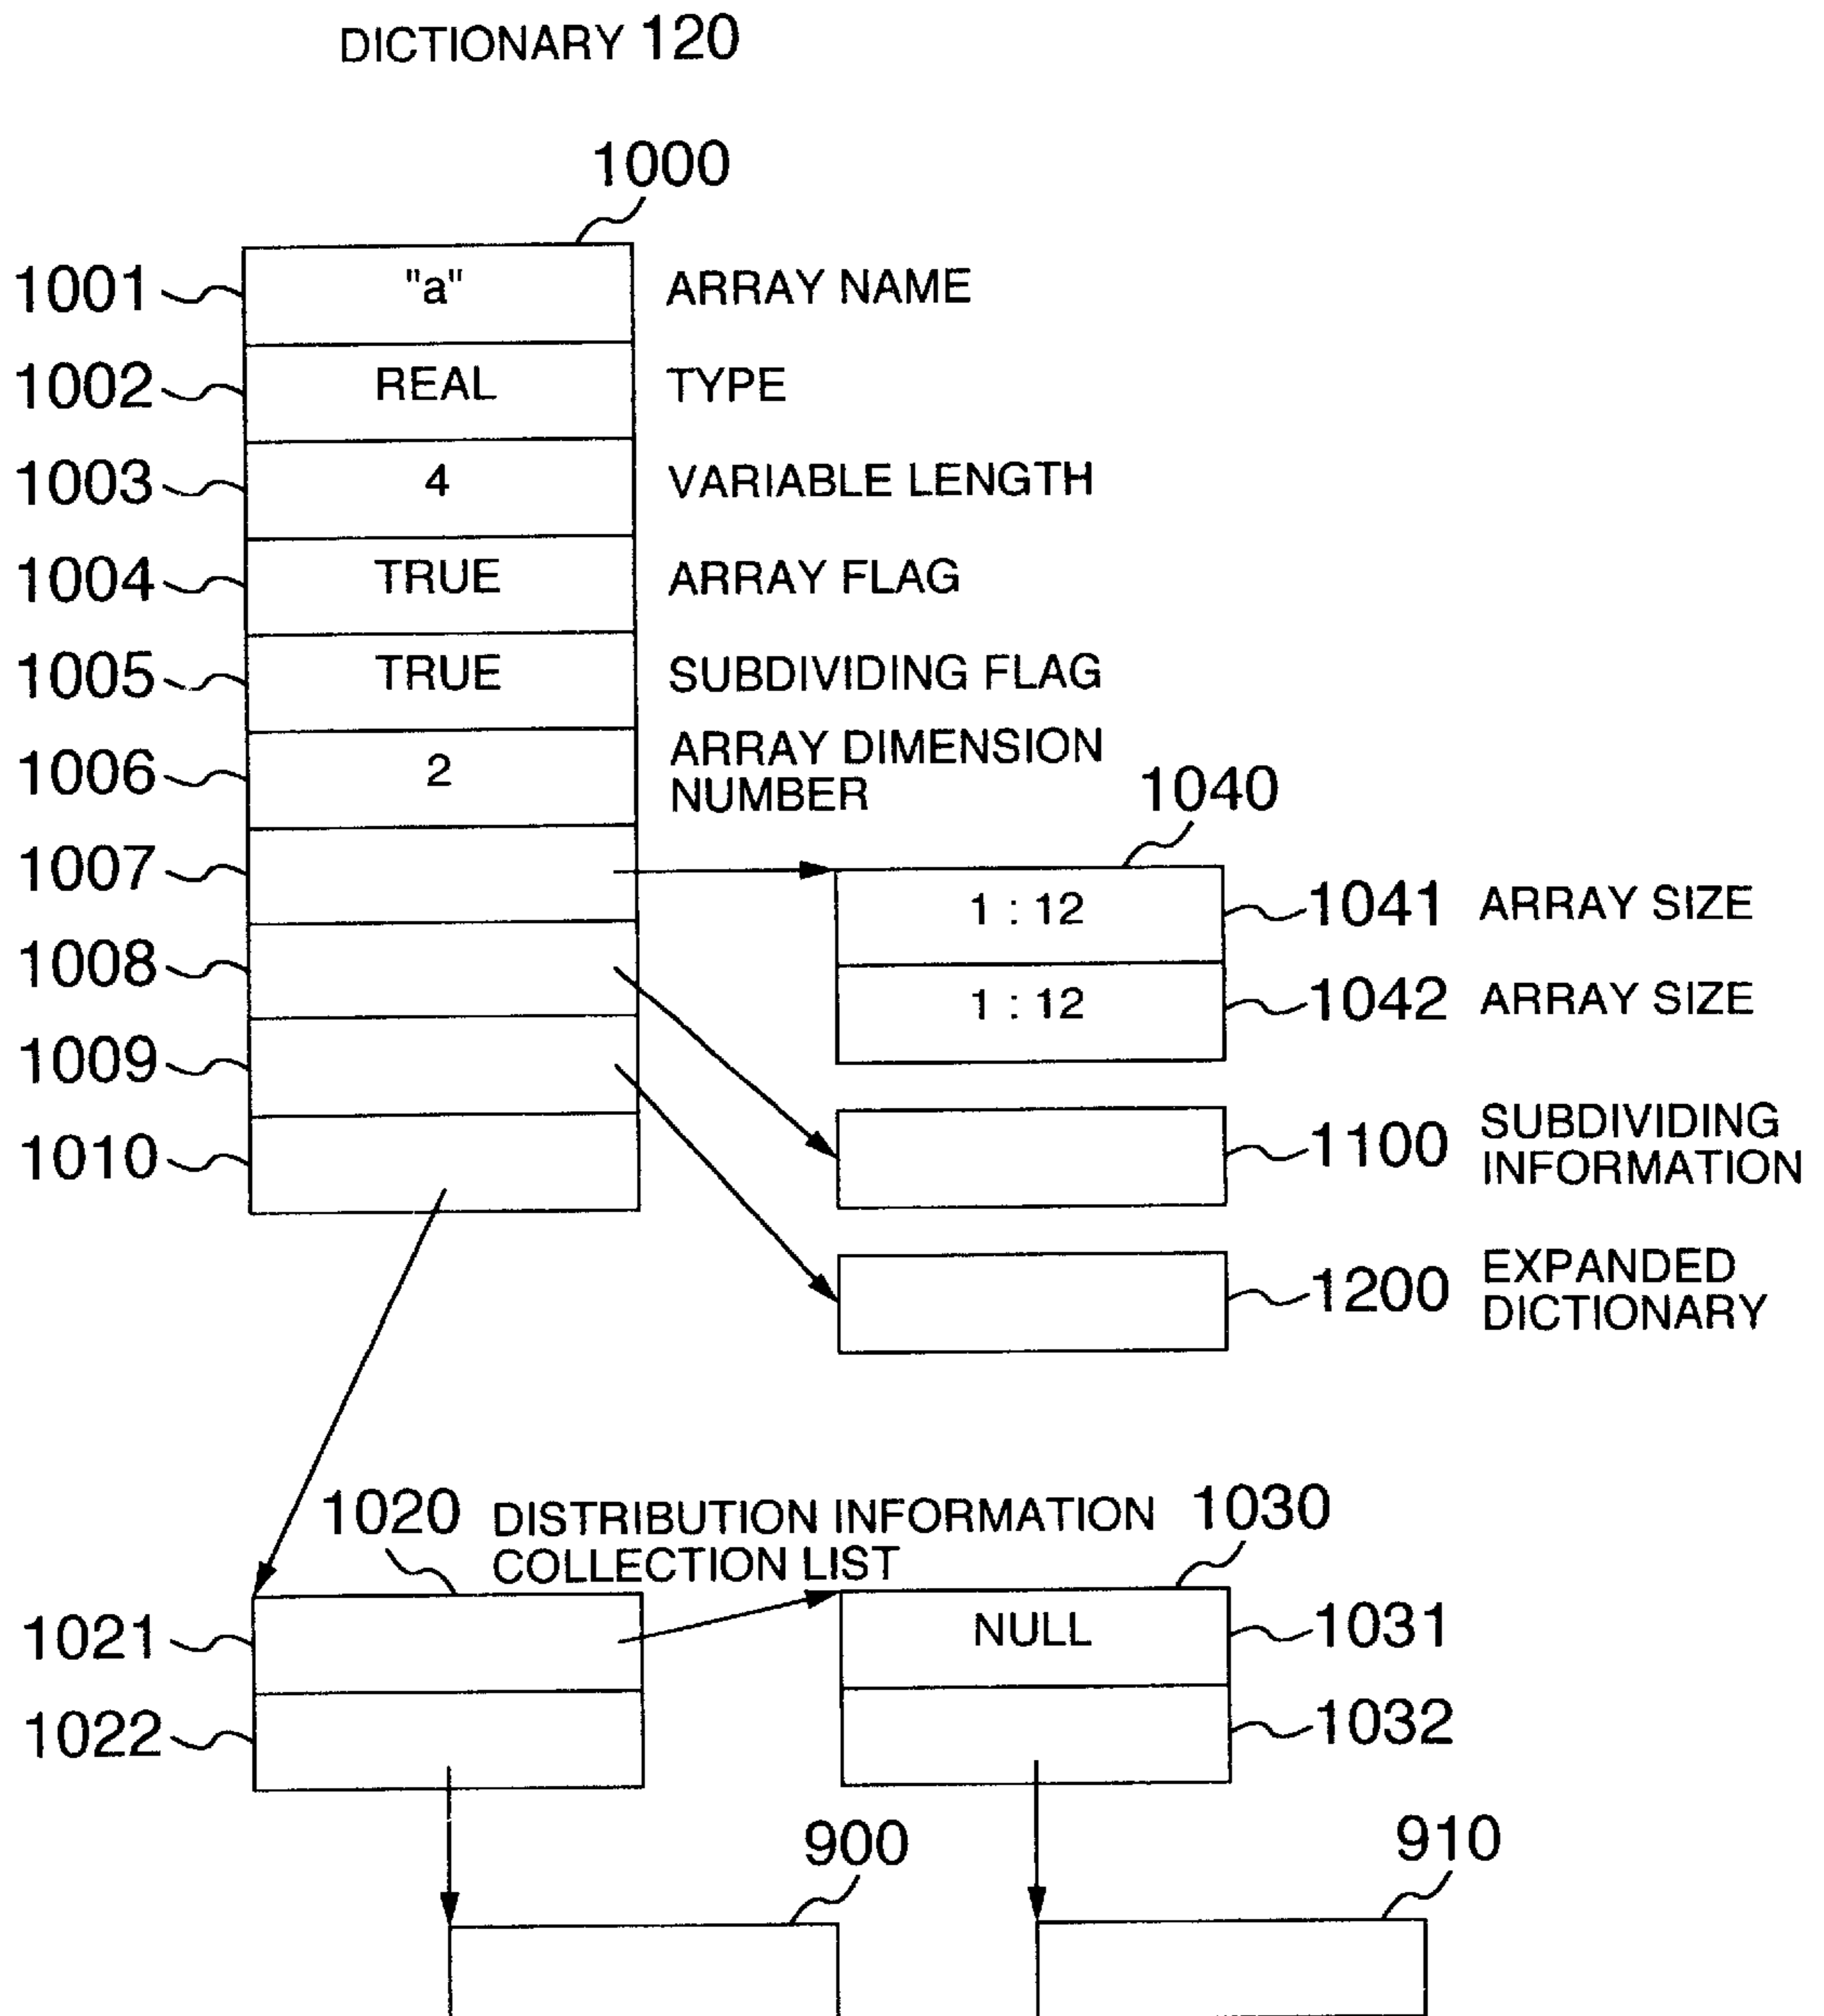 DICTIONARY 120
1000
1001 "a" ARRAY NAME
1002 REAL TYPE
1003 4 VARIABLE LENGTH
1004 TRUE ARRAY FLAG
1005 TRUE SUBDIVIDING FLAG
1006 2 ARRAY DIMENSION
NUMBER
1040
1007
1 : 12 1041 ARRAY SIZE
1008
1 : 12 1042 ARRAY SIZE
1009
1010
1100 SUBDIVIDING
INFORMATION
1200 EXPANDED
DICTIONARY
1020 DISTRIBUTION INFORMATION
COLLECTION LIST
1030
1021 NULL 1031
1022 1032
900 910